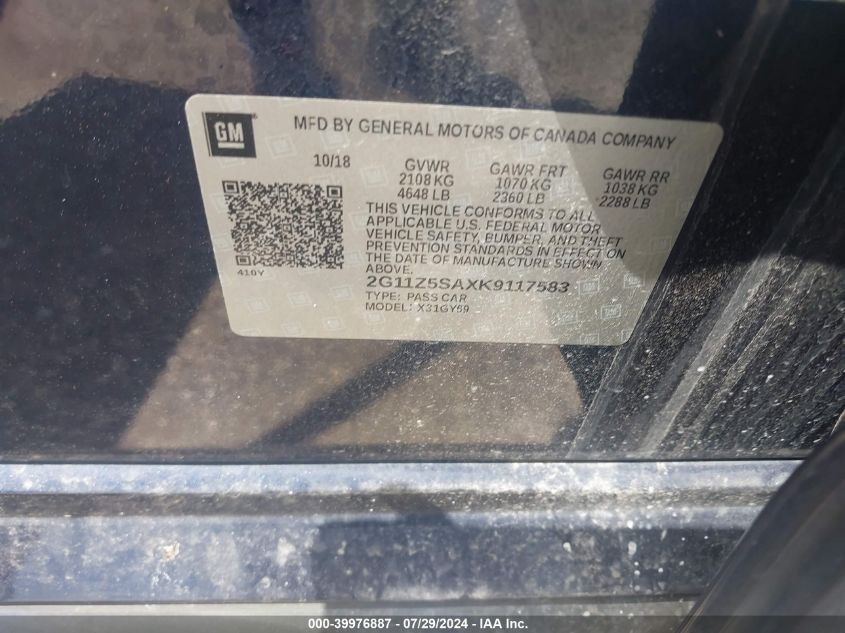 GM
MFD BY GENERAL MOTORS OF CANADA COMPANY
10/18
GVWR
2108 KG
4648 LB
GAWR FRT
1070 KG
2360 LB
GAWR RR
1038 KG
2288 LB
THIS VEHICLE CONFORMS TO ALL
APPLICABLE U.S. FEDERAL MOTOR
VEHICLE SAFETY, BUMPER, AND THEFT
PREVENTION STANDARDS IN EFFECT ON
THE DATE OF MANUFACTURE SHOWN
ABOVE.
410Y
2G11Z5SAXK9117583
TYPE: PASS CAR
MODEL: X31GY69
000-39976887 - 07/29/2024 - IAA Inc.